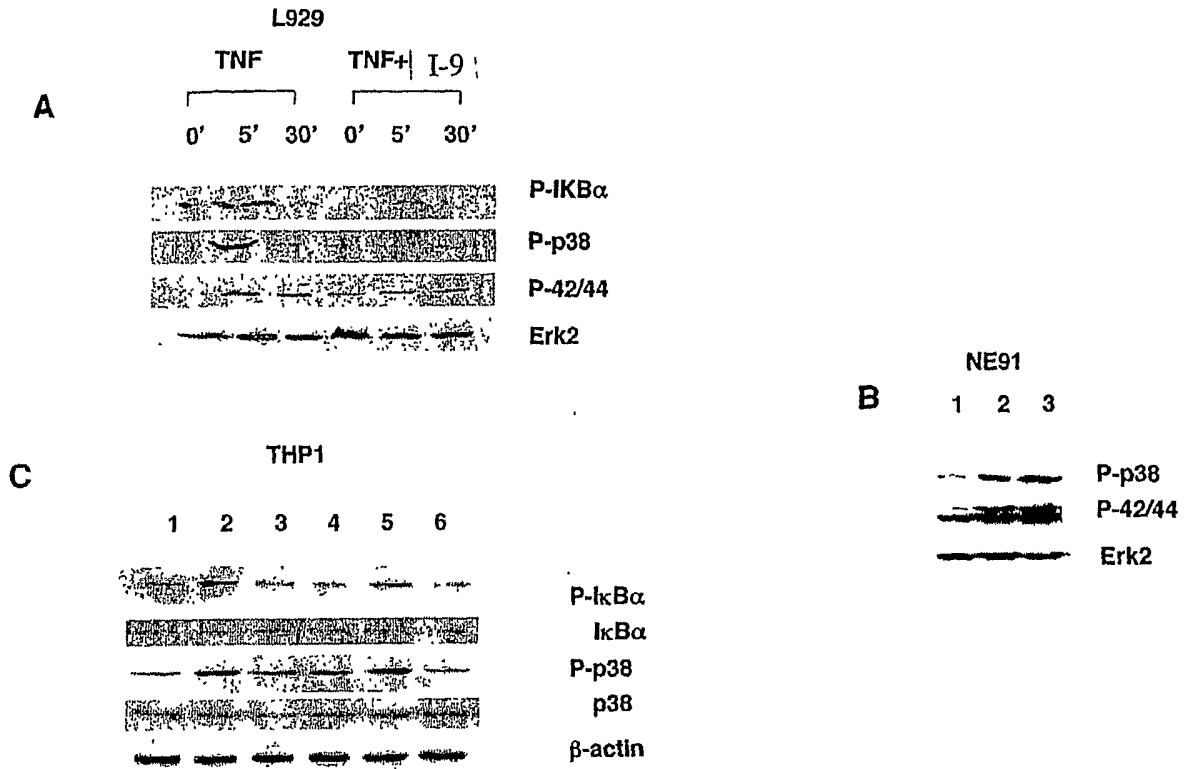 L929
TNF TNF+ I-9
A
0' 5' 30' 0' 5' 30'
P-IKBα
P-p38
P-42/44
Erk2
NE91
B
1 2 3
P-p38
P-42/44
Erk2
THP1
C
1 2 3 4 5 6
P-IκBα
IκBα
P-p38
p38
β-actin